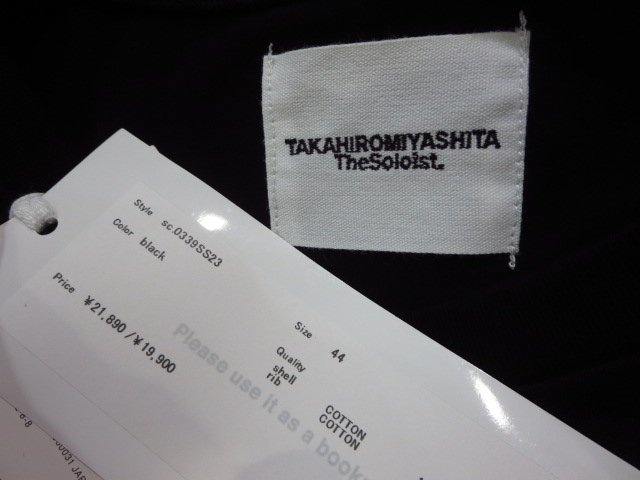 TAKAHIROMIYASHITA
TheSoloist.
Style sc.0339SS23
Color black
Price ¥21,890/¥19,900
Size 44
Quality
shell COTTON
rib COTTON
Please use it as a